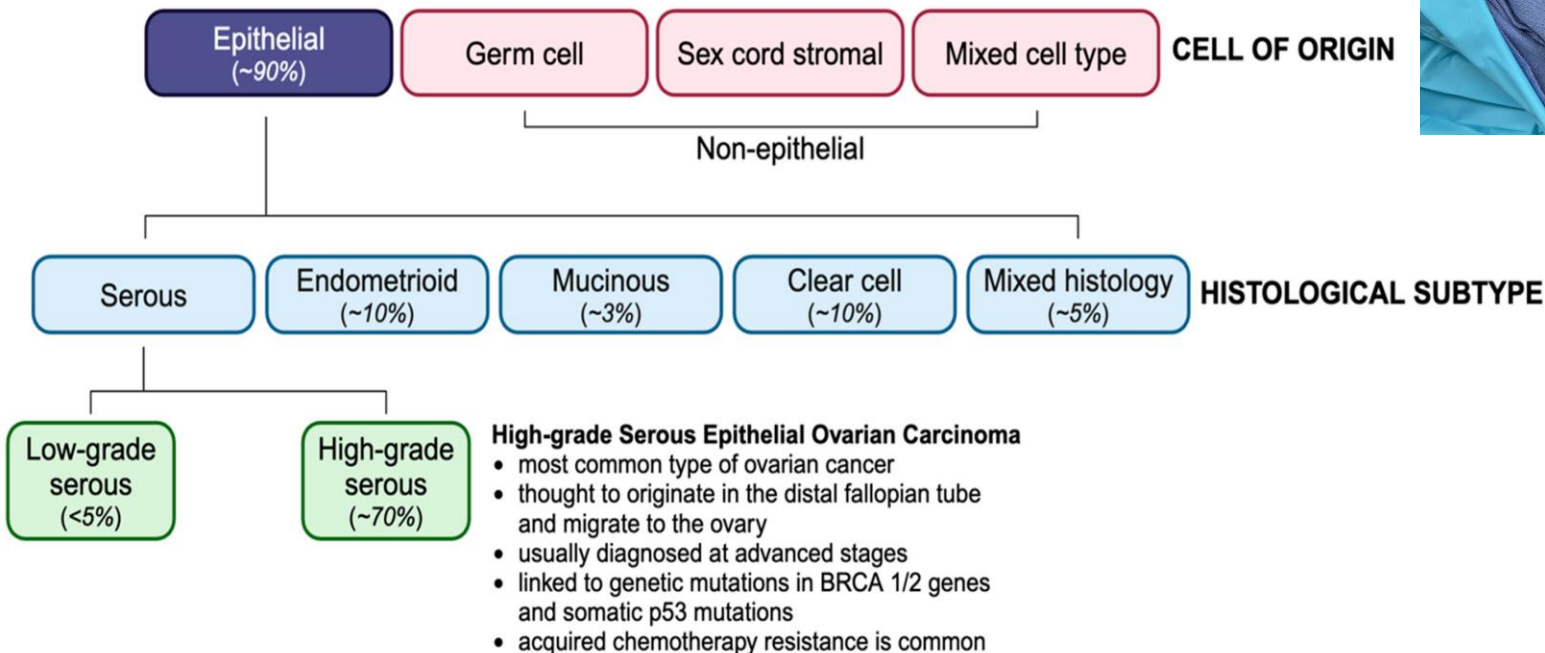 Epithelial
(~90%)
Germ cell
Sex cord stromal
Mixed cell type
CELL OF ORIGIN
Non-epithelial
Serous
Endometrioid
(~10%)
Mucinous
(~3%)
Clear cell
(~10%)
Mixed histology
(~5%)
HISTOLOGICAL SUBTYPE
Low-grade
serous
(<5%)
High-grade
serous
(~70%)
High-grade Serous Epithelial Ovarian Carcinoma
• most common type of ovarian cancer
• thought to originate in the distal fallopian tube
and migrate to the ovary
• usually diagnosed at advanced stages
• linked to genetic mutations in BRCA 1/2 genes
and somatic p53 mutations
• acquired chemotherapy resistance is common